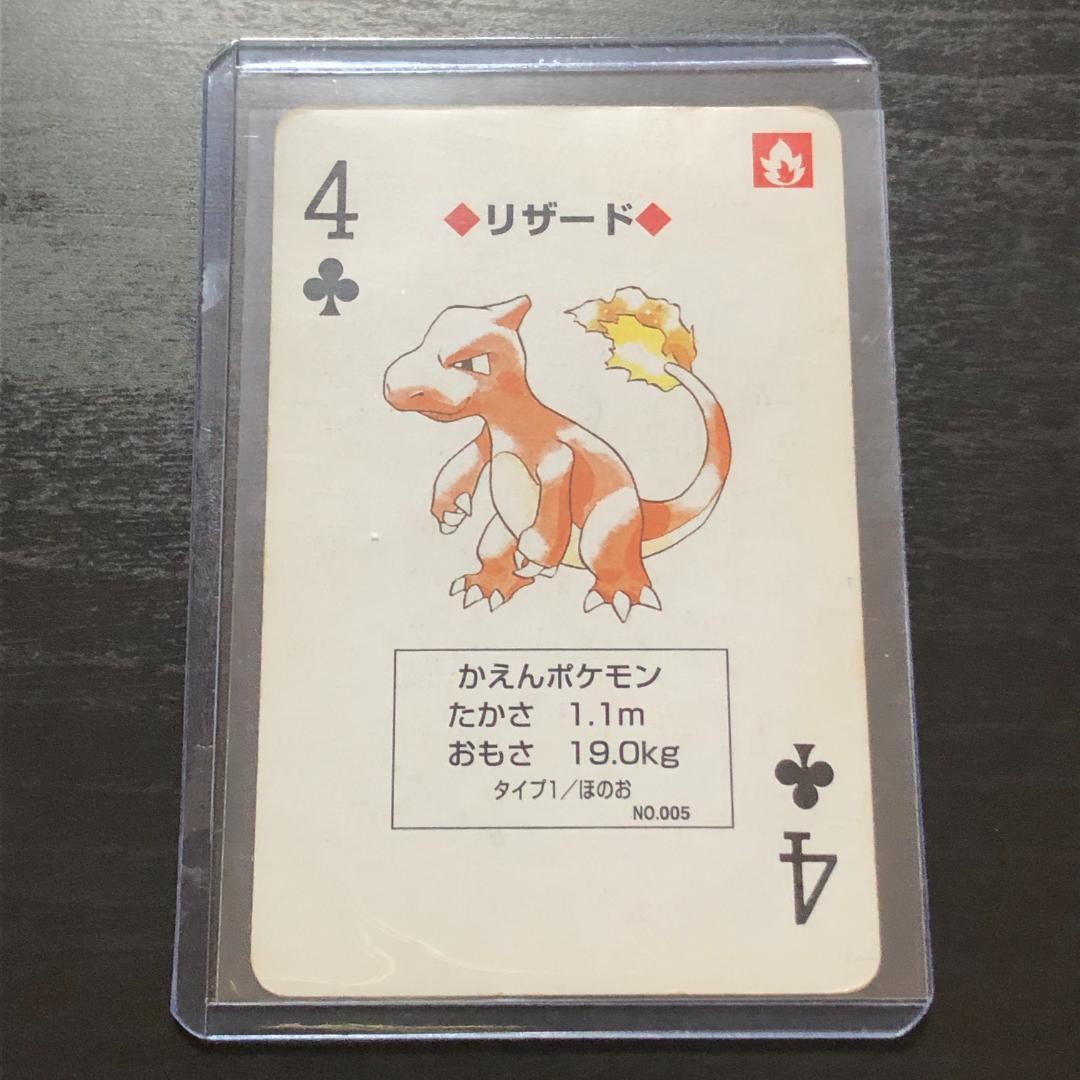 4
◆リザード◆
かえんポケモン
たかさ 1.1m
おもさ 19.0kg
タイプ1/ほのお
NO.005
4